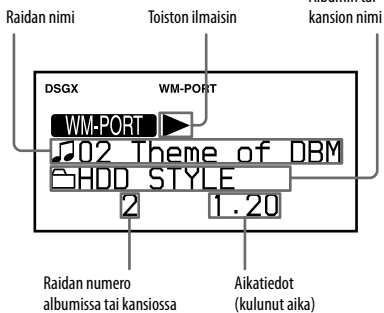 Albumin tai
Raidan nimi
Toiston ilmaisin
kansion nimi
DSGX
WM-PORT
WM-PORT
02 Theme of DBM
HDD STYLE
2
1.20
Raidan numero
albumissa tai kansiossa
Aikatiedot
(kulunut aika)